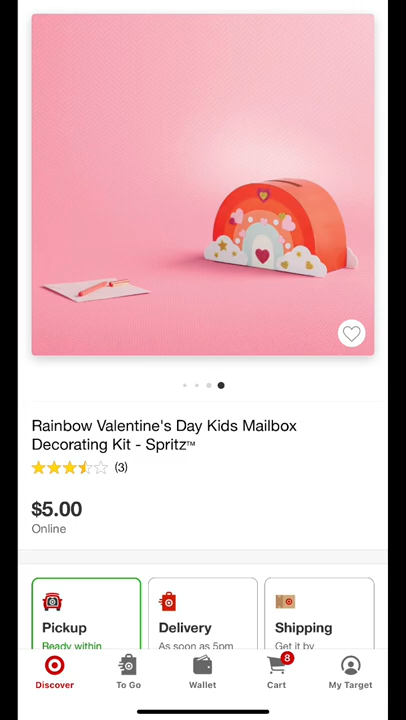 Rainbow Valentine's Day Kids Mailbox
Decorating Kit - Spritz™
(3)
$5.00
Online
Pickup
Delivery
Shipping
Ready within
As soon as 5pm
Get it by
8
Discover
To Go
Wallet
Cart
My Target